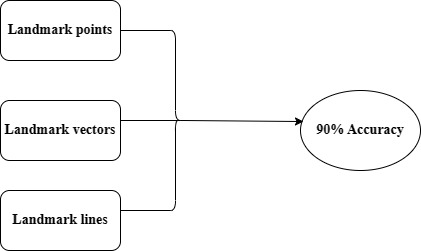 Landmark points
Landmark vectors
90% Accuracy
Landmark lines